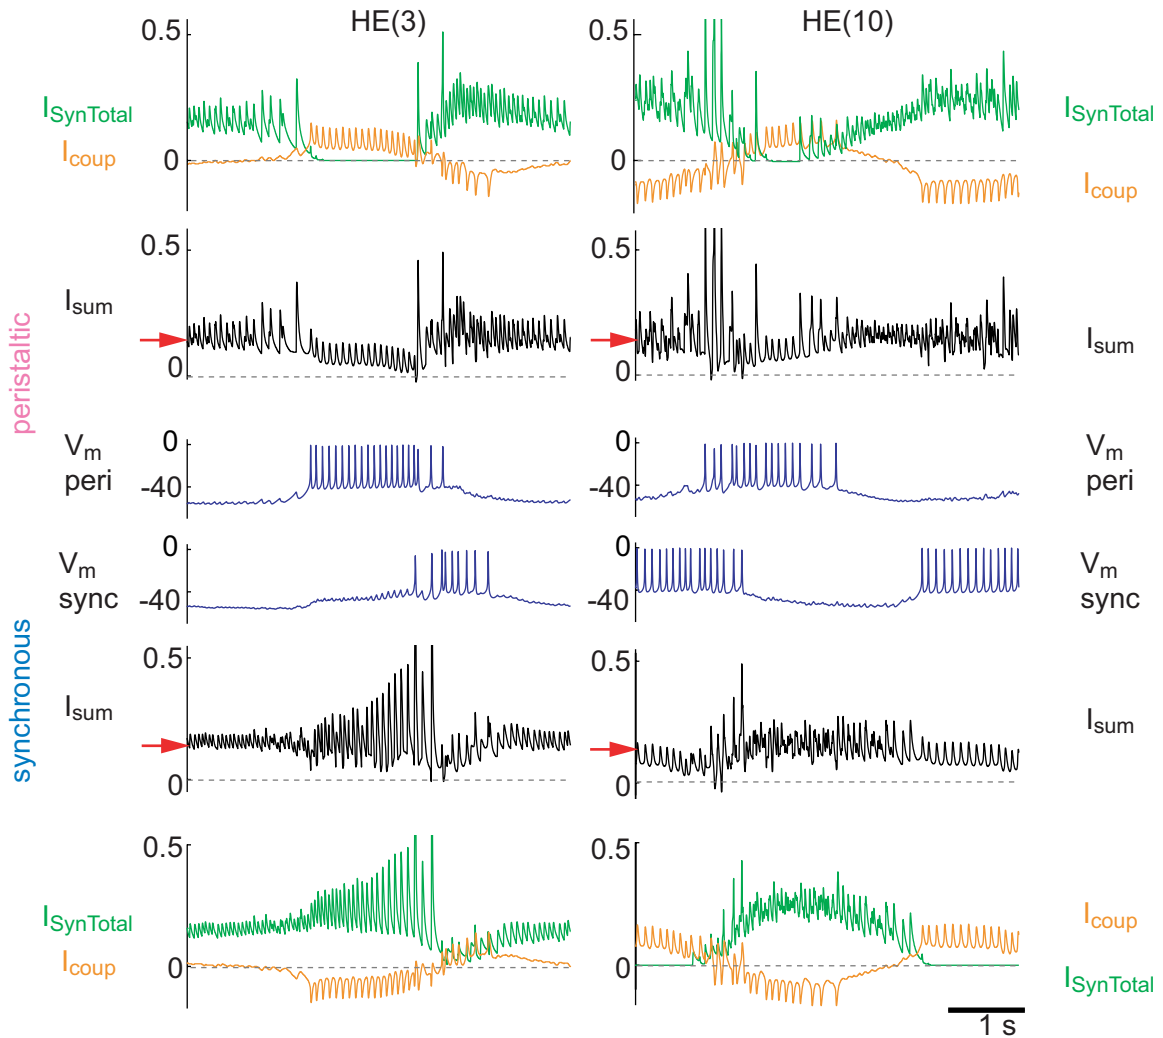 HE(3)
HE(10)
0.5
0
I_SynTotal
I_coup
0.5
I_SynTotal
0
I_coup
peristaltic
0.5
I_sum
0
0.5
0
I_sum
V_m
peri
0
-40
0
-40
V_m
peri
synchronous
V_m
sync
0
-40
0
-40
V_m
sync
0.5
I_sum
0
0.5
0
I_sum
0.5
I_SynTotal
I_coup
0
0.5
0
I_coup
I_SynTotal
1 s